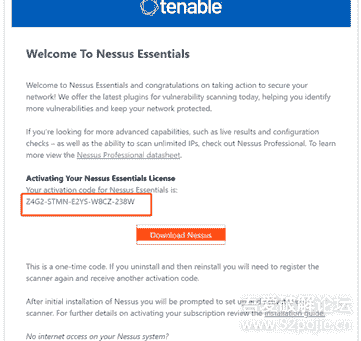 tenable
Welcome To Nessus Essentials
Welcome to Nessus Essentials and congratulations on taking action to secure your
network! We offer the latest plugins for vulnerability scanning today, helping you identify
more vulnerabilities and keep your network protected.
If you're looking for more advanced capabilities, such as live results and configuration
checks – as well as the ability to scan unlimited IPs, check out Nessus Professional. To learn
more view the Nessus Professional datasheet.
Activating Your Nessus Essentials License
Your activation code for Nessus Essentials is:
Z4G2-STMN-E2YS-W8CZ-238W
Download Nessus
This is a one-time code. If you uninstall and then reinstall you will need to register the
scanner again and receive another activation code.
After initial installation of Nessus you will be prompted to set up
scanner. For further details on activating your subscription review the installation guide.
No internet access on your Nessus system?
www.52pojie.cn